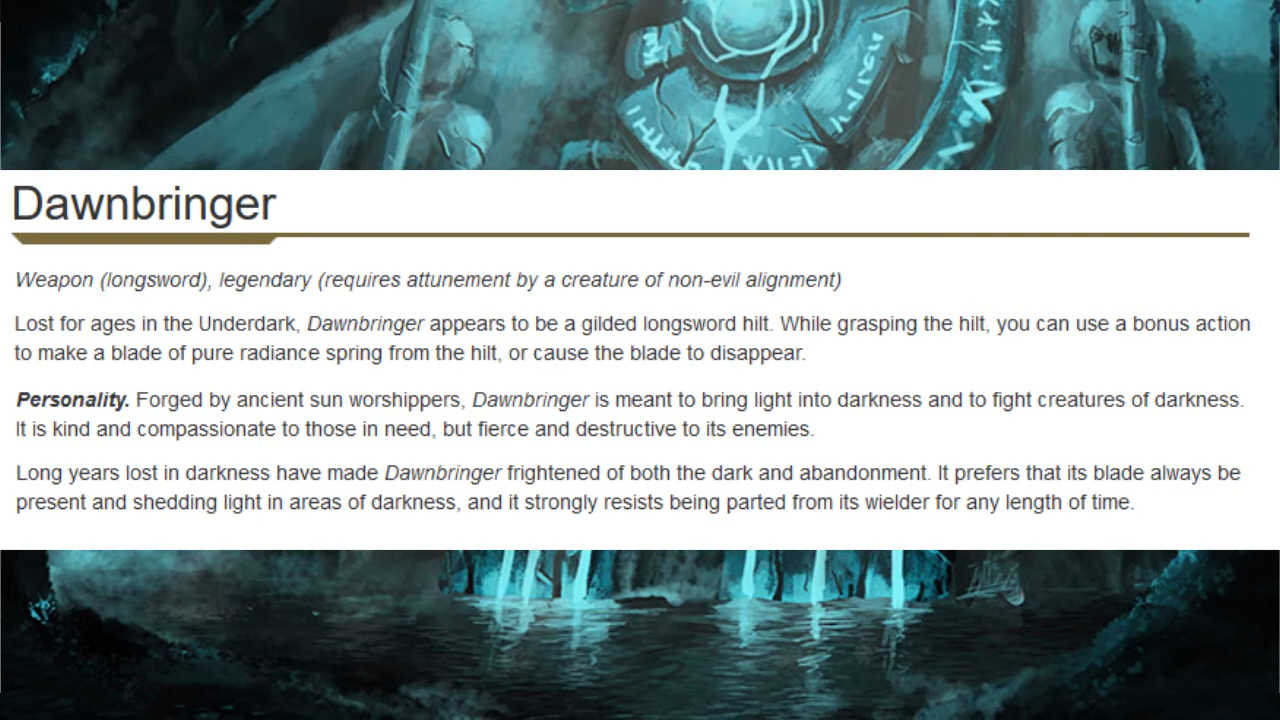 Dawnbringer
Weapon (longsword), legendary (requires attunement by a creature of non-evil alignment)
Lost for ages in the Underdark, Dawnbringer appears to be a gilded longsword hilt. While grasping the hilt, you can use a bonus action
to make a blade of pure radiance spring from the hilt, or cause the blade to disappear.
Personality. Forged by ancient sun worshippers, Dawnbringer is meant to bring light into darkness and to fight creatures of darkness.
It is kind and compassionate to those in need, but fierce and destructive to its enemies.
Long years lost in darkness have made Dawnbringer frightened of both the dark and abandonment. It prefers that its blade always be
present and shedding light in areas of darkness, and it strongly resists being parted from its wielder for any length of time.